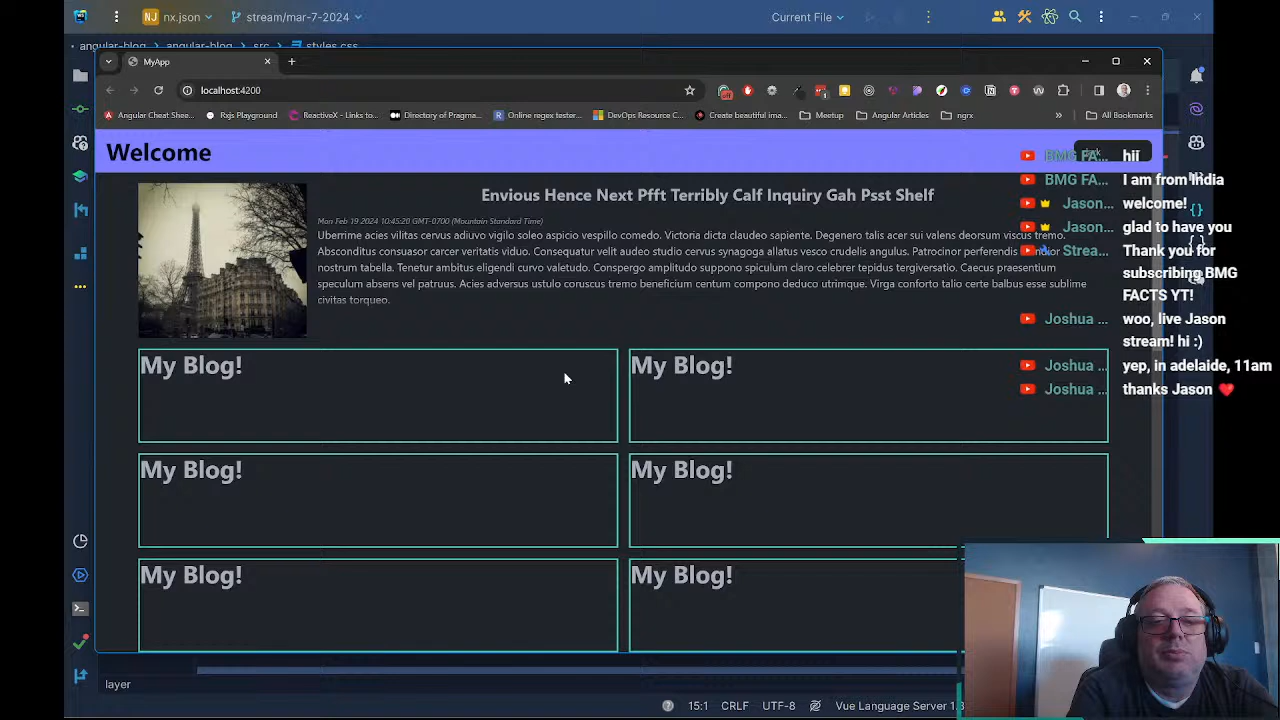 NJ nx.json
stream/mar-7-2024
Current File
angular-blog angular-blog src styles.css
MyApp
localhost:4200
Angular Cheat Shee...
Rxjs Playground
ReactiveX - Links to...
Directory of Pragma...
Online regex tester...
DevOps Resource C...
Create beautiful ima...
Meetup
Angular Articles
ngrx
»
All Bookmarks
Welcome
Envious Hence Next Pfft Terribly Calf Inquiry Gah Psst Shelf
Mon Feb 19 2024 10:45:20 GMT-0700 (Mountain Standard Time)
Uberrime acies vilitas cervus adiuvo vigilo soleo aspicio vespillo comedo. Victoria dicta claudeo sapiente. Degenero talis acer sui valens deorsum viscus tremo.
Absconditus consuasor carcer veritatis viduo. Consequatur velit audeo studio cervus synagoga allatus vesco crudelis angulus. Patrocinor perferendis
nostrum tabella. Tenetur ambitus eligendi curvo valetudo. Conspergo amplitudo suppono spiculum claro celebrer tepidus tergiversatio. Caecus praesentium
speculum absens vel patruus. Acies adversus ustulo coruscus tremo beneficium centum compono deduco utrimque. Virga conforto talio certe balbus esse sublime
civitas torqueo.
My Blog!
My Blog!
My Blog!
My Blog!
My Blog!
My Blog!
BMG FA... hii
BMG FA... I am from India
Jason... welcome!
Jason... glad to have you
Strea... Thank you for
subscribing BMG
FACTS YT!
Joshua ... woo, live Jason
stream! hi :)
Joshua ... yep, in adelaide, 11am
Joshua ... thanks Jason ❤️
layer
15:1 CRLF UTF-8 Vue Language Server